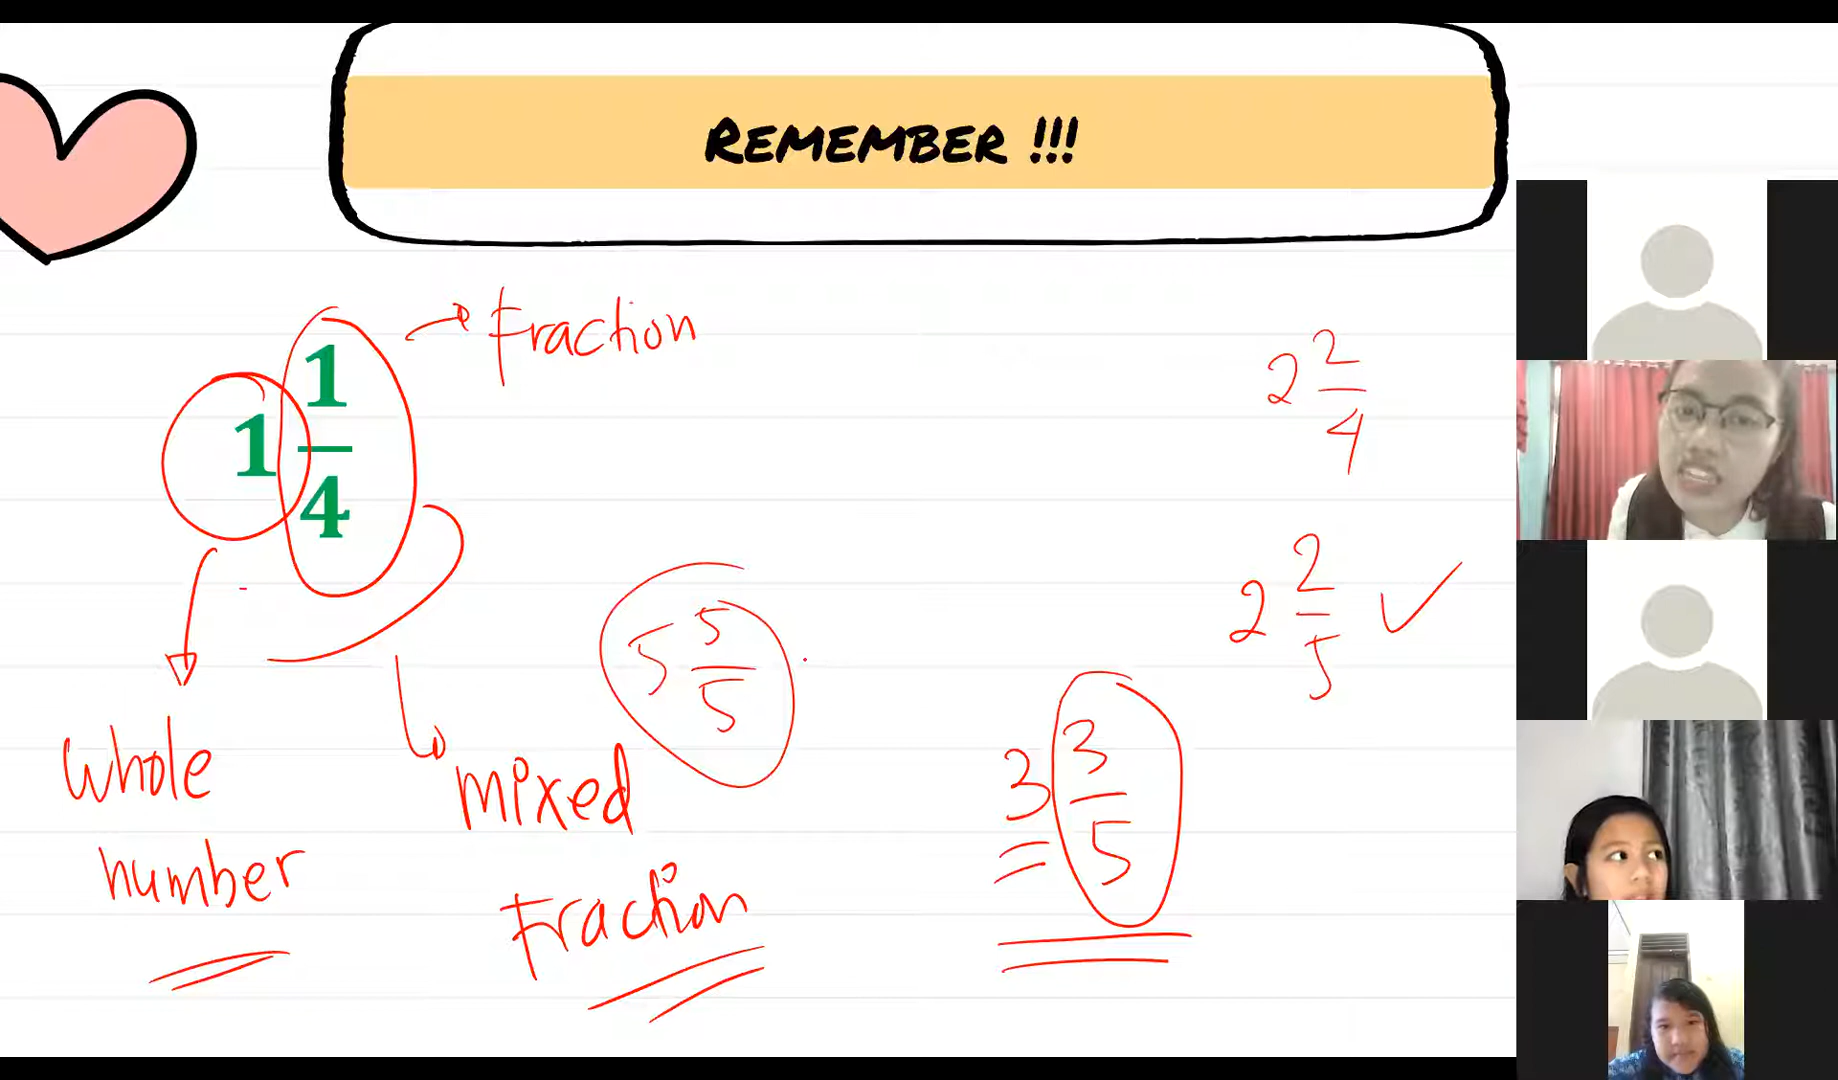 REMEMBER !!!
Fraction
1 1/4
2 2/4
2 2/5 ✓
5 5/5
3 3/5
whole
number
mixed
Fraction